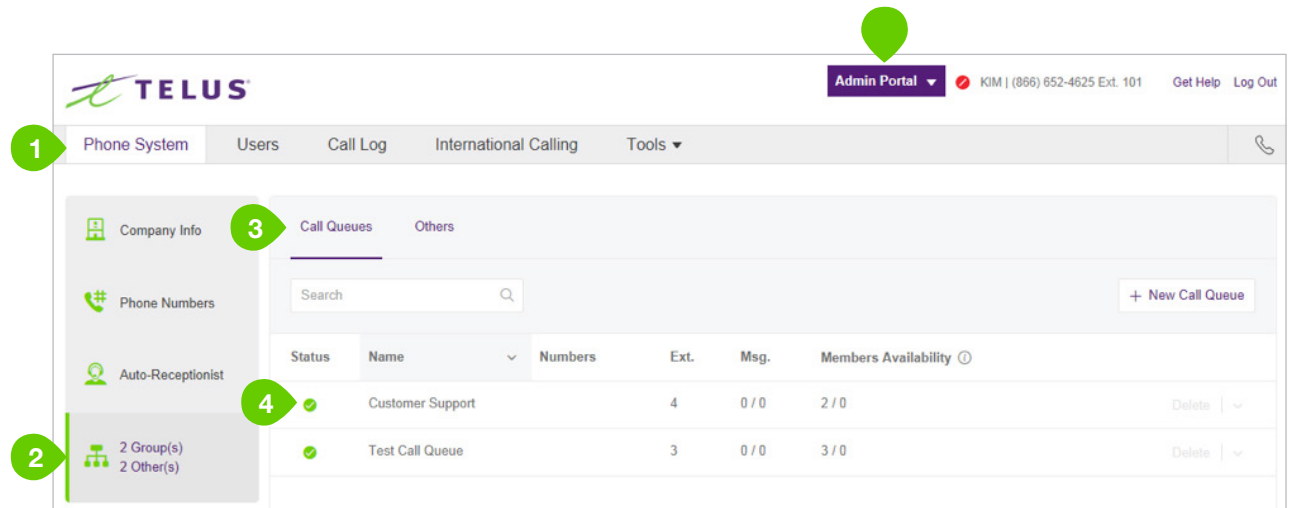 TELUS
Admin Portal KIM | (866) 652-4625 Ext. 101 Get Help Log Out
1 Phone System Users Call Log International Calling Tools
Company Info
3 Call Queues Others
Phone Numbers
Search + New Call Queue
Auto-Receptionist
Status Name Numbers Ext. Msg. Members Availability
4 Customer Support 4 0 / 0 2 / 0 Delete
2 2 Group(s)
2 Other(s)
Test Call Queue 3 0 / 0 3 / 0 Delete